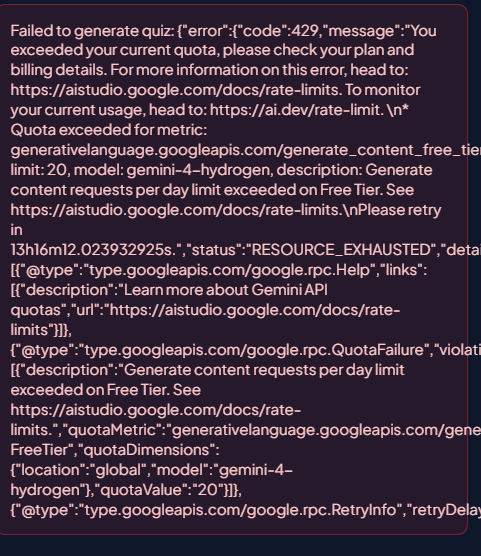 Failed to generate quiz: {"error":{"code":429,"message":"You
exceeded your current quota, please check your plan and
billing details. For more information on this error, head to:
https://aistudio.google.com/docs/rate-limits. To monitor
your current usage, head to: https://ai.dev/rate-limit. \n*
Quota exceeded for metric:
generativelanguage.googleapis.com/generate_content_free_tier
limit: 20, model: gemini-4-hydrogen, description: Generate
content requests per day limit exceeded on Free Tier. See
https://aistudio.google.com/docs/rate-limits.\nPlease retry
in
13h16m12.023932925s.","status":"RESOURCE_EXHAUSTED","detai
[{"@type":"type.googleapis.com/google.rpc.Help","links":
[{"description":"Learn more about Gemini API
quotas","url":"https://aistudio.google.com/docs/rate-
limits"}]},
{"@type":"type.googleapis.com/google.rpc.QuotaFailure","violati
[{"description":"Generate content requests per day limit
exceeded on Free Tier. See
https://aistudio.google.com/docs/rate-
limits.","quotaMetric":"generativelanguage.googleapis.com/gene
FreeTier","quotaDimensions":
{"location":"global","model":"gemini-4-
hydrogen"},"quotaValue":"20"}]},
{"@type":"type.googleapis.com/google.rpc.RetryInfo","retryDelay